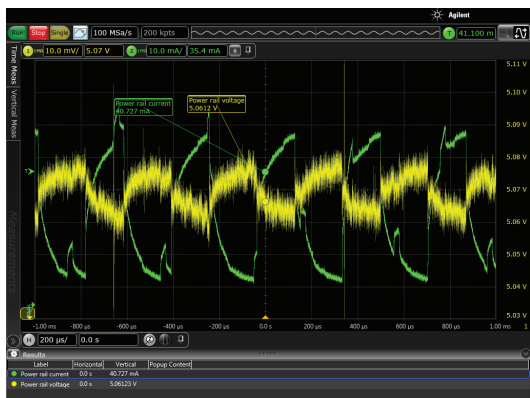 Agilent
Run Stop Single 100 MSa/s 200 kpts T 41.100 m
1 10.0 mV/ 5.07 V 2 10.0 mA/ 35.4 mA +
Time Meas
Vertical Meas
Measurements
5.11 V
5.09 V
5.08 V
5.07 V
5.06 V
5.05 V
5.04 V
5.03 V
Power rail current
40.727 mA
Power rail voltage
5.0612 V
T
-1.00 ms -800 µs -600 µs -400 µs -200 µs 0.0 s 200 µs 400 µs 600 µs 800 µs 1.00 ms 1
H 200 µs/ 0.0 s
Results
Label Horizontal Vertical Popup Content
Power rail current 0.0 s 40.727 mA
Power rail voltage 0.0 s 5.06123 V